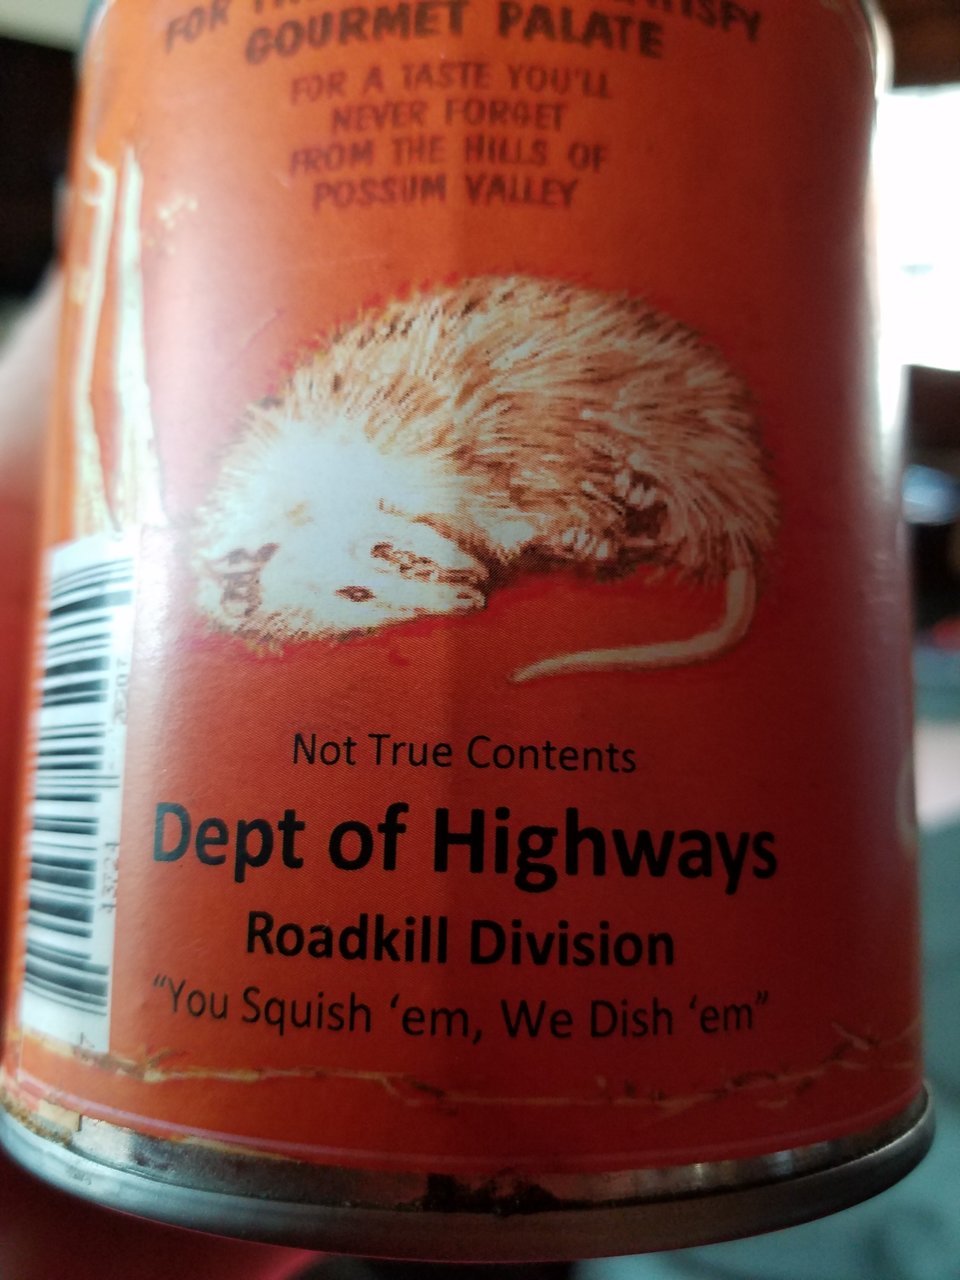 FOR
GOURMET PALATE
FOR A TASTE YOU'LL
NEVER FORGET
FROM THE HILLS OF
POSSUM VALLEY
Not True Contents
Dept of Highways
Roadkill Division
“You Squish ‘em, We Dish ‘em”